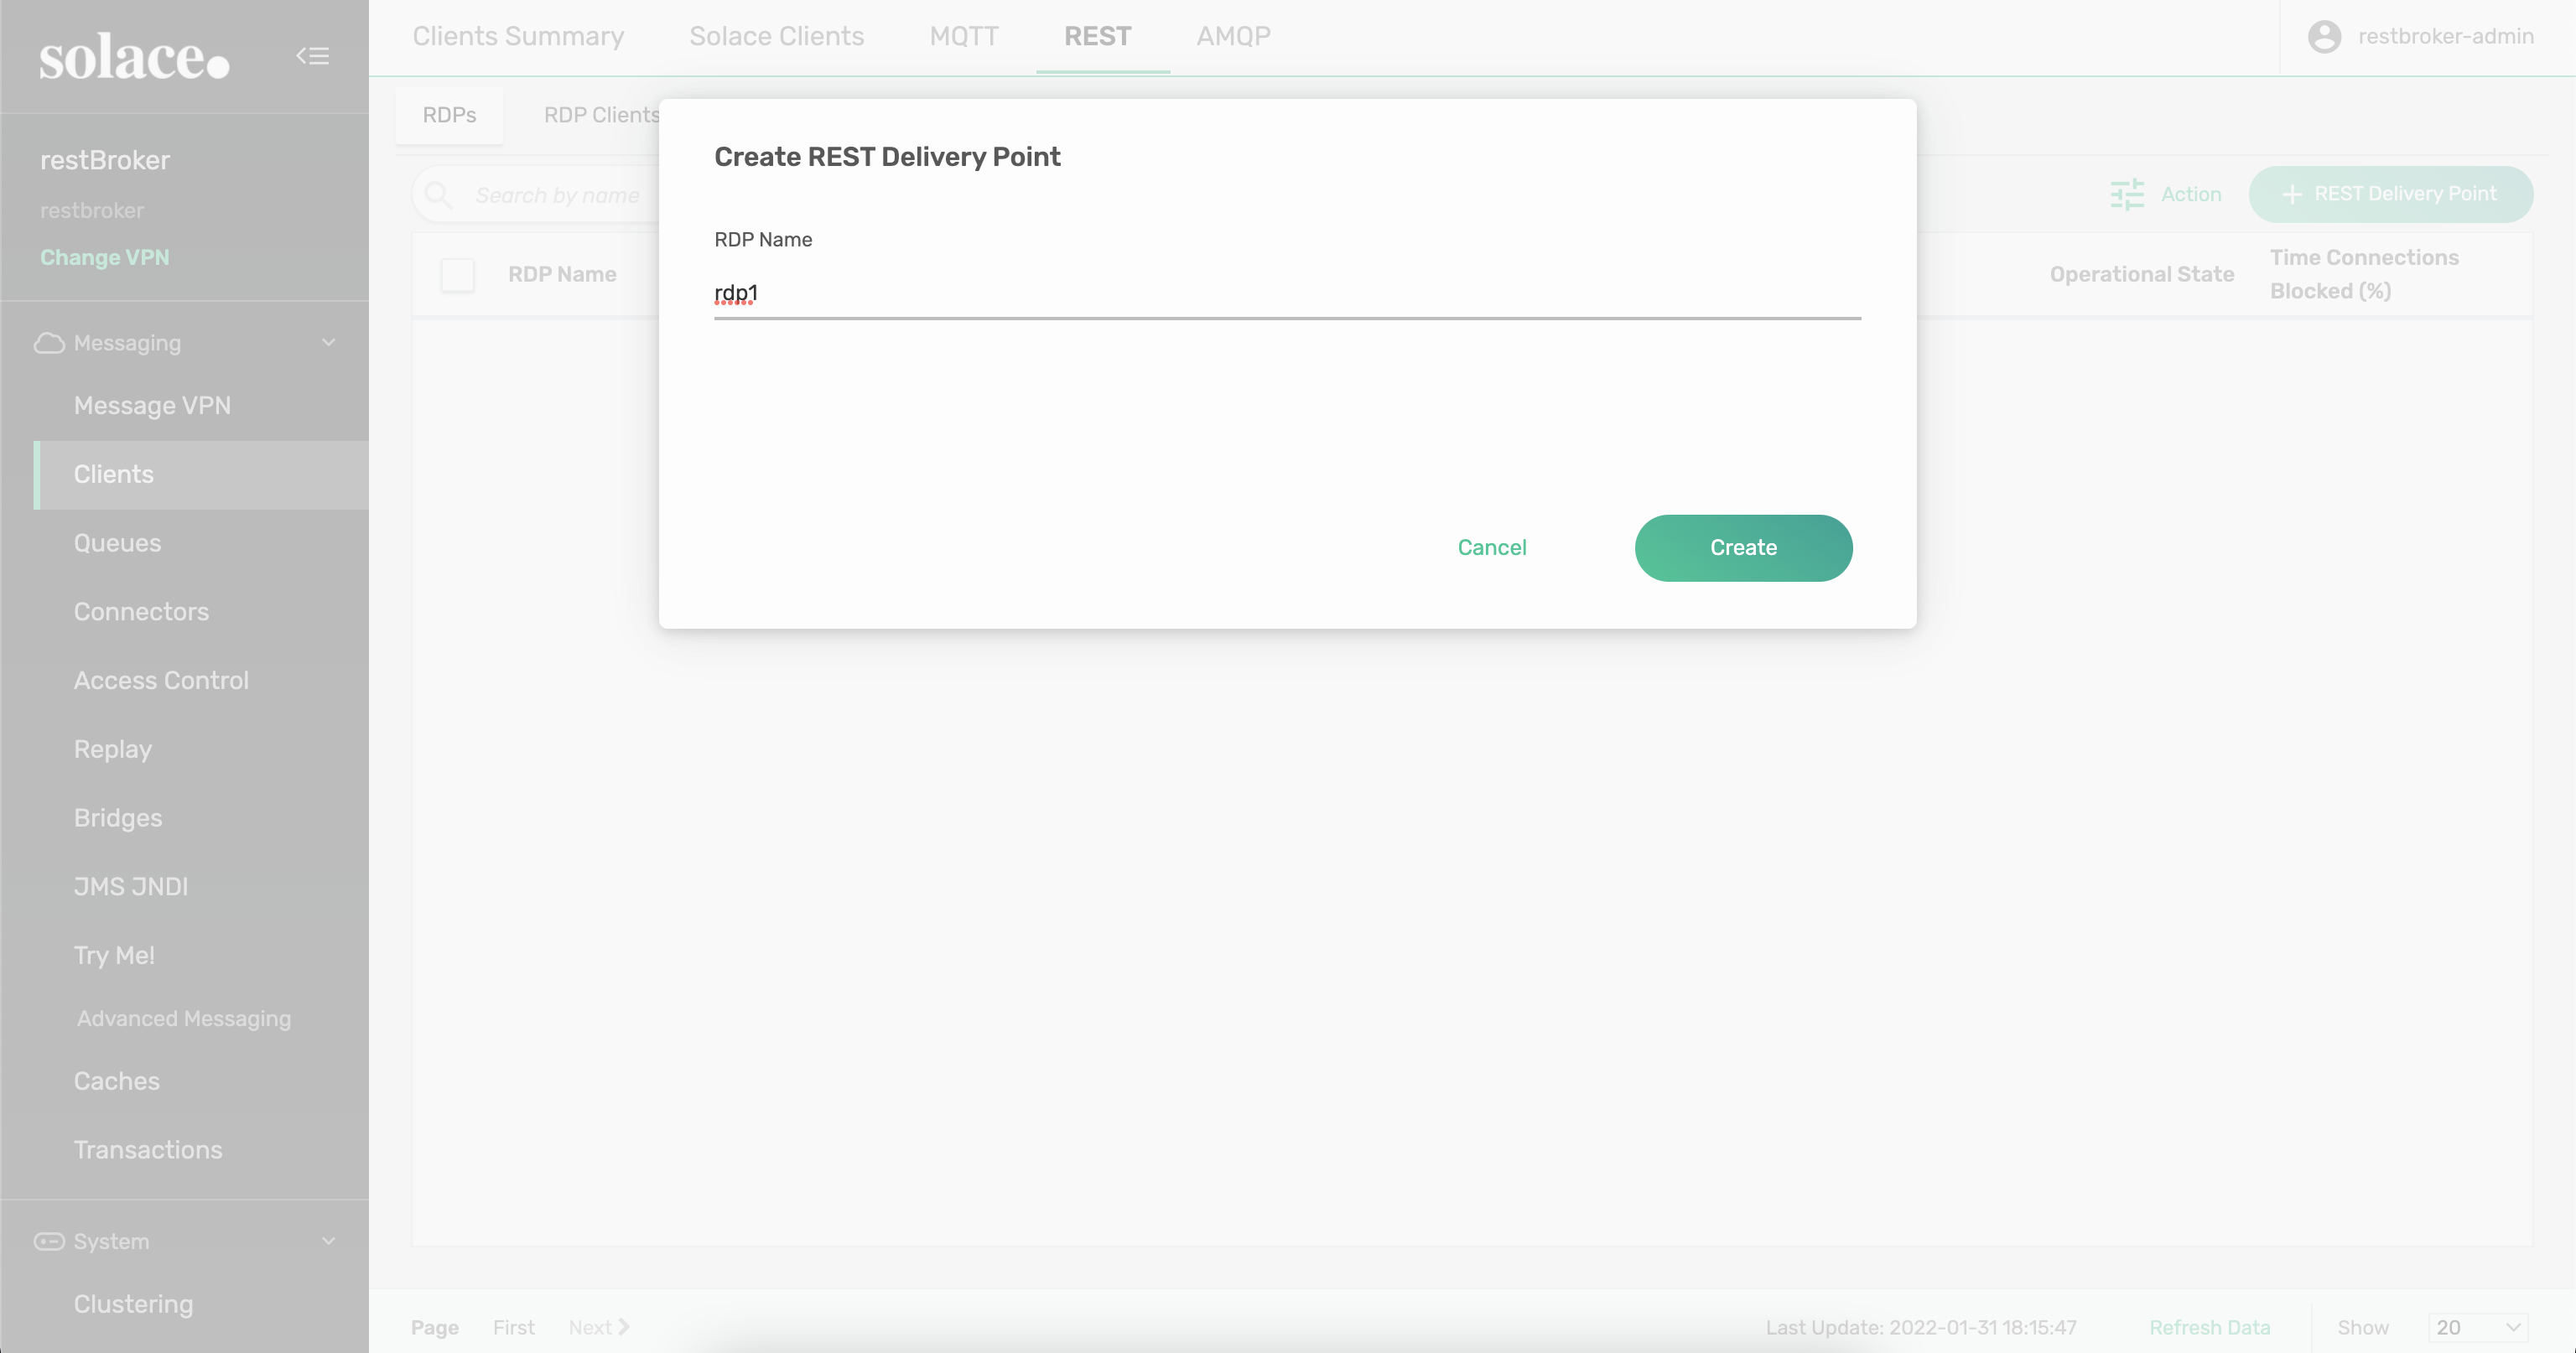 solace.
restBroker
restbroker
Change VPN
Messaging
Message VPN
Clients
Queues
Connectors
Access Control
Replay
Bridges
JMS JNDI
Try Me!
Advanced Messaging
Caches
Transactions
System
Clustering
Clients Summary Solace Clients MQTT REST AMQP
restbroker-admin
RDPs RDP Clients
Search by name
Action
REST Delivery Point
RDP Name
Operational State
Time Connections
Blocked (%)
Create REST Delivery Point
RDP Name
rdp1
Cancel Create
Page First Next
Last Update: 2022-01-31 18:15:47 Refresh Data Show 20